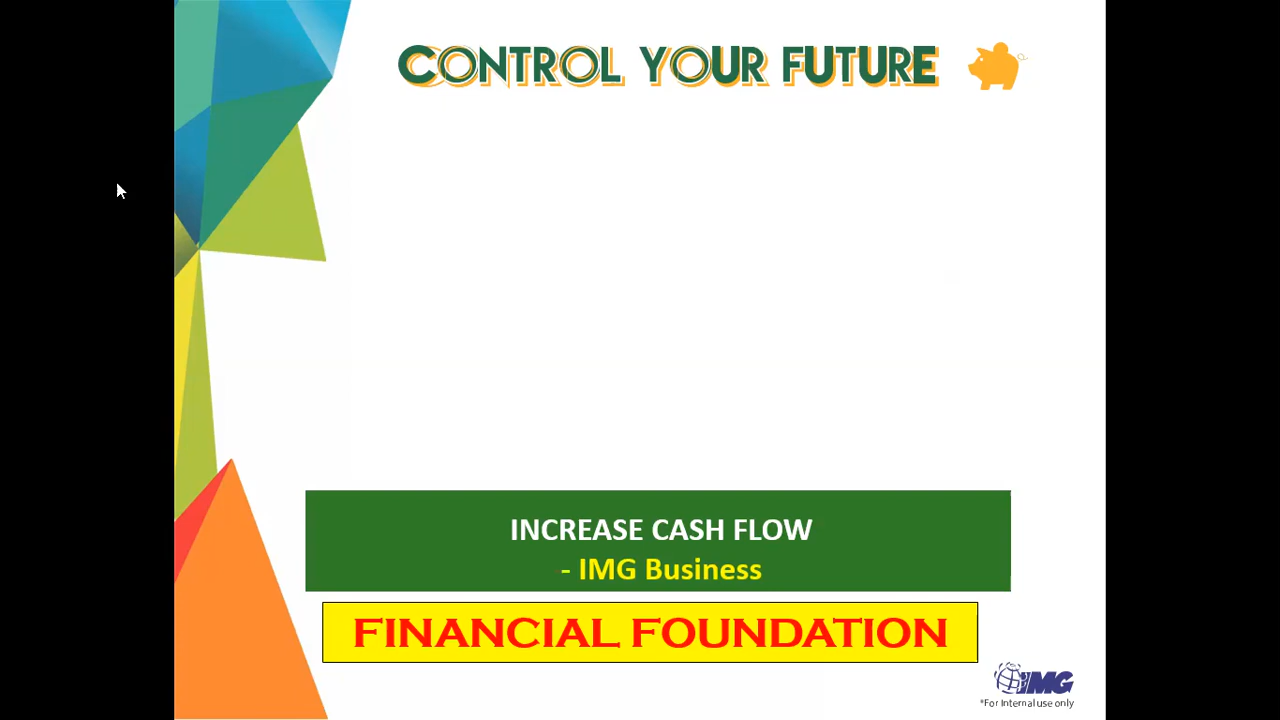 CONTROL YOUR FUTURE
INCREASE CASH FLOW
- IMG Business
FINANCIAL FOUNDATION
IMG
*For Internal use only